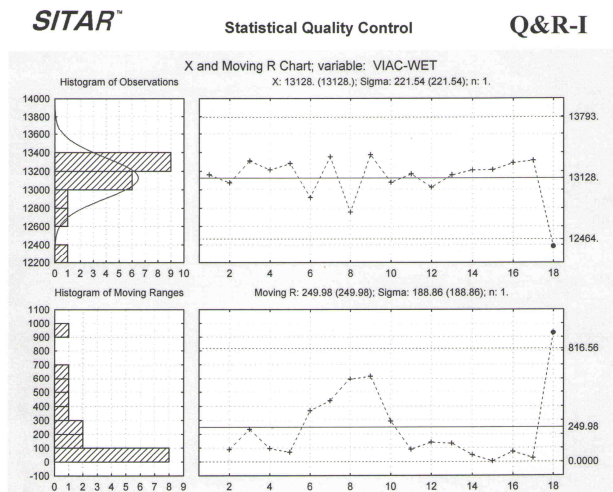 SITAR™ Statistical Quality Control Q&R-I
X and Moving R Chart; variable: VIAC-WET
Histogram of Observations
X: 13128. (13128.); Sigma: 221.54 (221.54); n: 1.
14000
13800
13600
13400
13200
13000
12800
12600
12400
12200
0 1 2 3 4 5 6 7 8 9 10
2 4 6 8 10 12 14 16 18
13793.
13128.
12464.
Histogram of Moving Ranges
Moving R: 249.98 (249.98); Sigma: 188.86 (188.86); n: 1.
1100
1000
900
800
700
600
500
400
300
200
100
0
-100
0 1 2 3 4 5 6 7 8 9
2 4 6 8 10 12 14 16 18
816.56
249.98
0.0000